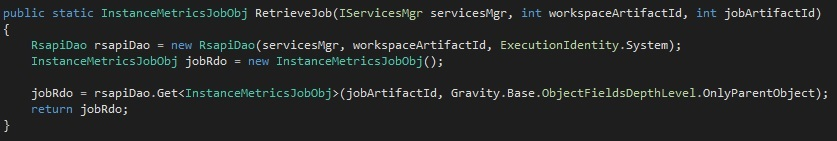 public static InstanceMetricsJobObj RetrieveJob(IServicesMgr servicesMgr, int workspaceArtifactId, int jobArtifactId)
{
    RsapiDao rsapiDao = new RsapiDao(servicesMgr, workspaceArtifactId, ExecutionIdentity.System);
    InstanceMetricsJobObj jobRdo = new InstanceMetricsJobObj();

    jobRdo = rsapiDao.Get<InstanceMetricsJobObj>(jobArtifactId, Gravity.Base.ObjectFieldsDepthLevel.OnlyParentObject);
    return jobRdo;
}